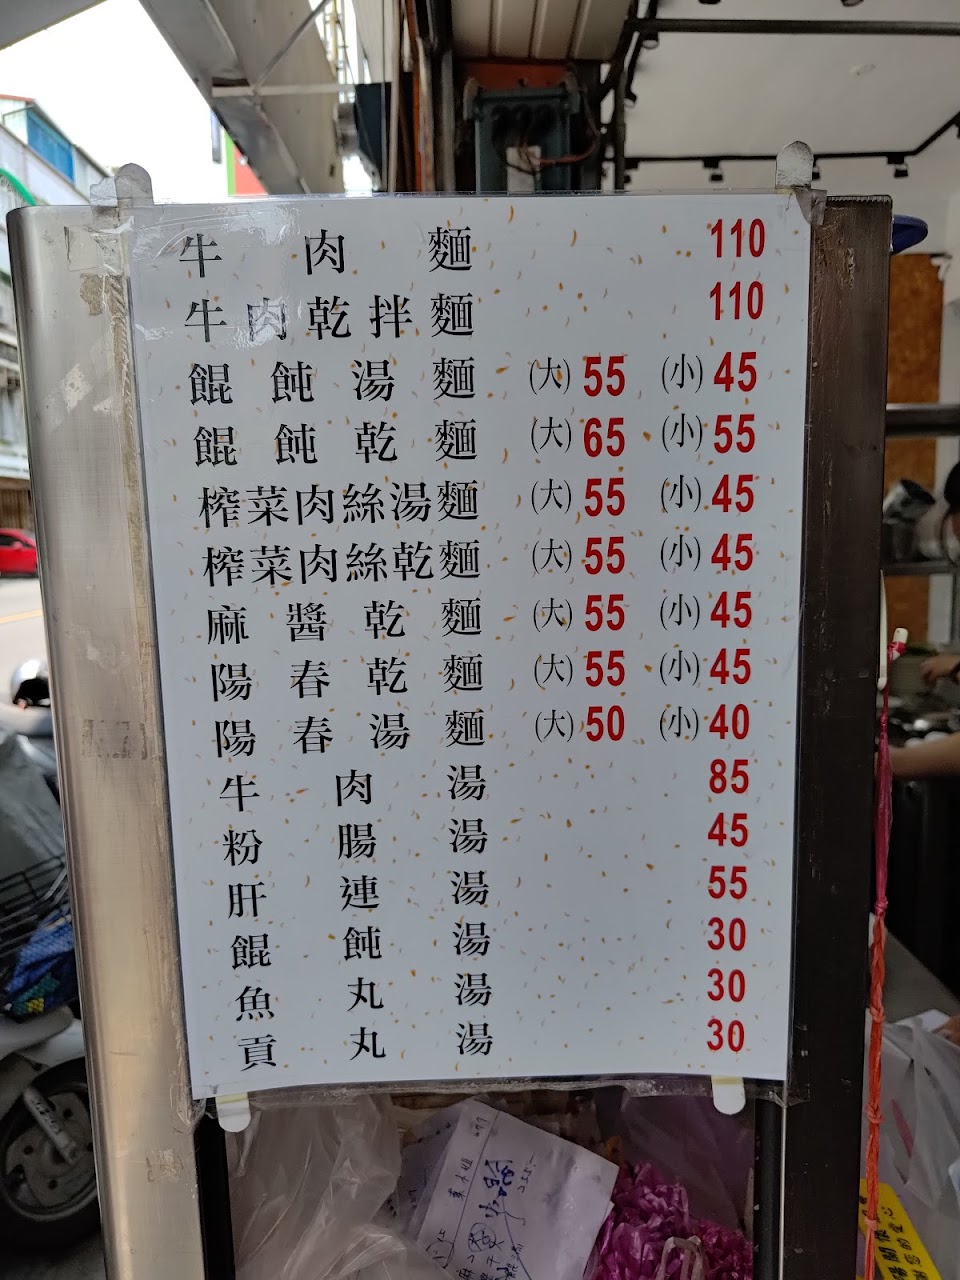 牛肉麵 110
牛肉乾拌麵 110
餛飩湯麵 (大) 55 (小) 45
餛飩乾麵 (大) 65 (小) 55
榨菜肉絲湯麵 (大) 55 (小) 45
榨菜肉絲乾麵 (大) 55 (小) 45
麻醬乾麵 (大) 55 (小) 45
陽春乾麵 (大) 55 (小) 45
陽春湯麵 (大) 50 (小) 40
牛肉湯 85
粉腸湯 45
肝連湯 55
餛飩湯 30
魚丸湯 30
貢丸湯 30